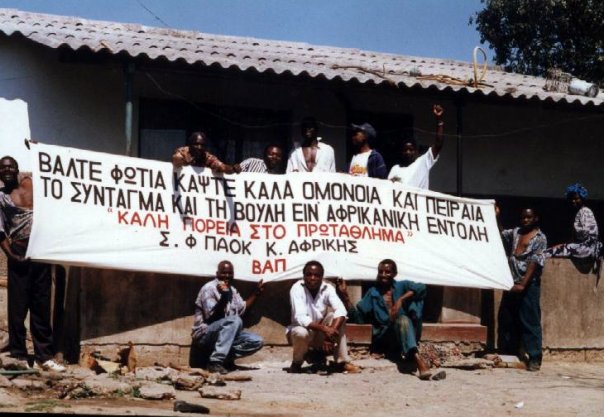 ΒΑΛΤΕ ΦΩΤΙΑ ΚΑΨΤΕ ΚΑΛΑ ΟΜΟΝΟΙΑ ΚΑΙ ΠΕΙΡΑΙΑ
ΤΟ ΣΥΝΤΑΓΜΑ ΚΑΙ ΤΗ ΒΟΥΛΗ ΕΙΝ' ΑΦΡΙΚΑΝΙΚΗ ΕΝΤΟΛΗ
"ΚΑΛΗ ΠΟΡΕΙΑ ΣΤΟ ΠΡΩΤΑΘΛΗΜΑ"
Σ. Φ ΠΑΟΚ Κ. ΑΦΡΙΚΗΣ
ΒΑΠ